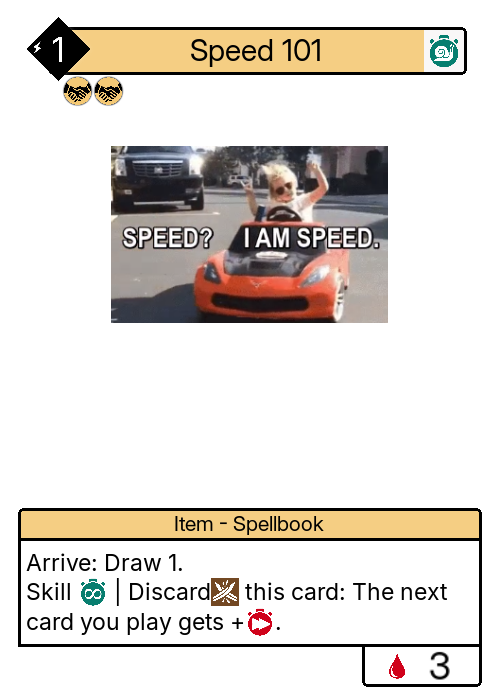 1
Speed 101
SPEED? I AM SPEED.
Item - Spellbook
Arrive: Draw 1.
Skill | Discard this card: The next
card you play gets + .
3